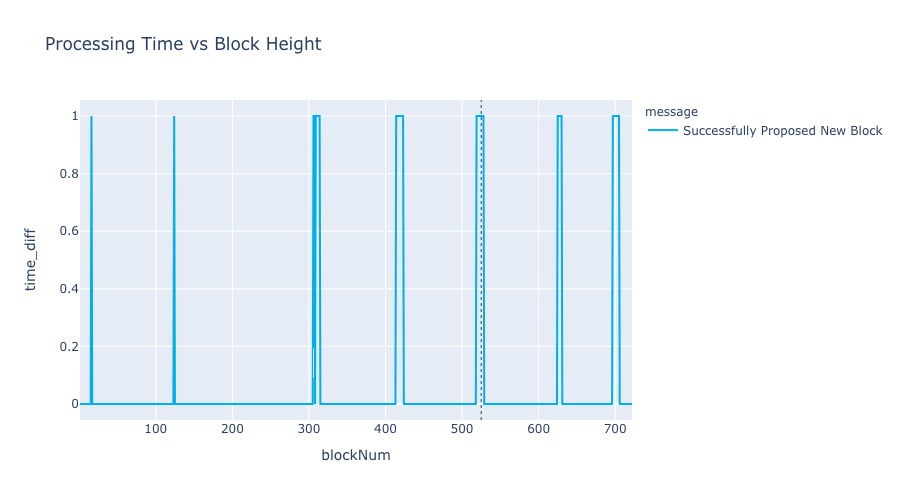 Processing Time vs Block Height
message
Successfully Proposed New Block
1
0.8
0.6
0.4
0.2
0
time_diff
100 200 300 400 500 600 700
blockNum